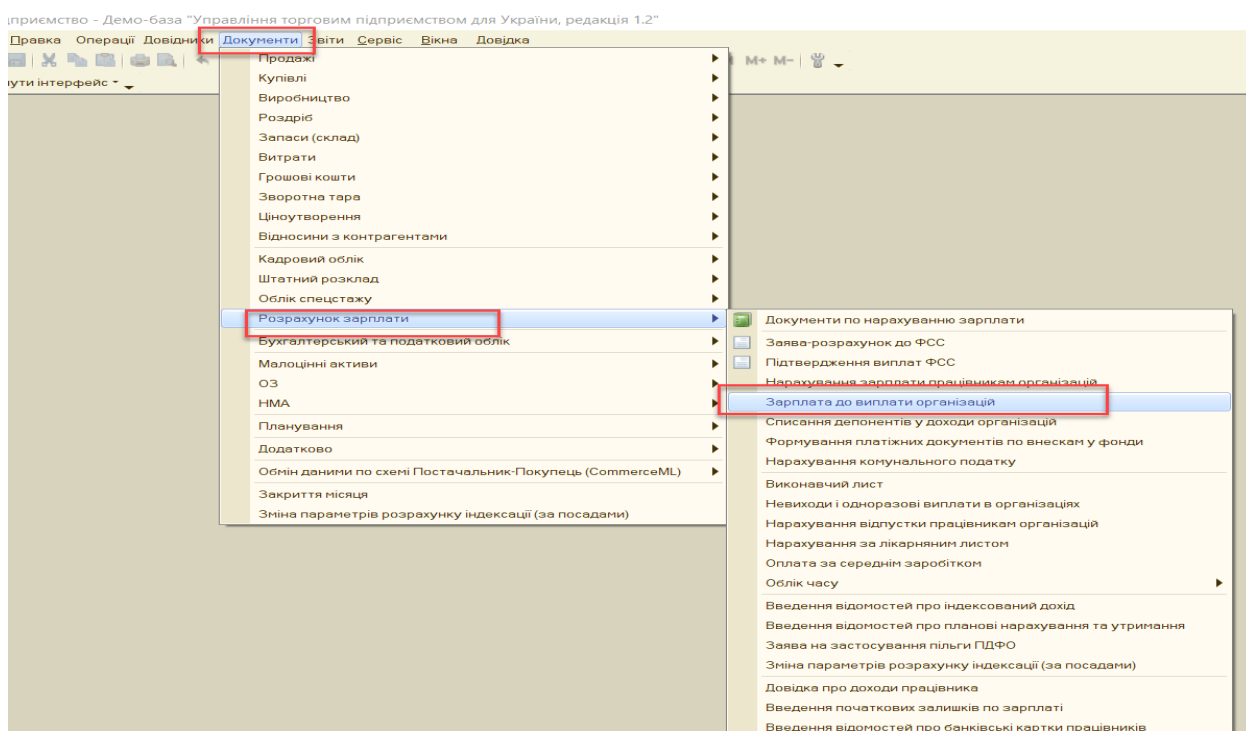 приємство - Демо-база "Управління торговим підприємством для України, редакція 1.2"
Правка Операції Довідники Документи Звіти Сервіс Вікна Довідка
M+ M-
нути інтерфейс
Продажі
Купівлі
Виробництво
Роздріб
Запаси (склад)
Витрати
Грошові кошти
Зворотна тара
Ціноутворення
Відносини з контрагентами
Кадровий облік
Штатний розклад
Облік спецстажу
Розрахунок зарплати
Бухгалтерський та податковий облік
Малоцінні активи
ОЗ
НМА
Планування
Додатково
Обмін даними по схемі Постачальник-Покупець (CommerceML)
Закриття місяця
Зміна параметрів розрахунку індексації (за посадами)
Документи по нарахуванню зарплати
Заява-розрахунок до ФСС
Підтвердження виплат ФСС
Нарахування зарплати працівникам організацій
Зарплата до виплати організацій
Списання депонентів у доходи організацій
Формування платіжних документів по внескам у фонди
Нарахування комунального податку
Виконавчий лист
Невиходи і одноразові виплати в організаціях
Нарахування відпустки працівникам організацій
Нарахування за лікарняним листом
Оплата за середнім заробітком
Облік часу
Введення відомостей про індексований дохід
Введення відомостей про планові нарахування та утримання
Заява на застосування пільги ПДФО
Зміна параметрів розрахунку індексації (за посадами)
Довідка про доходи працівника
Введення початкових залишків по зарплаті
Введення відомостей про банківські картки працівників